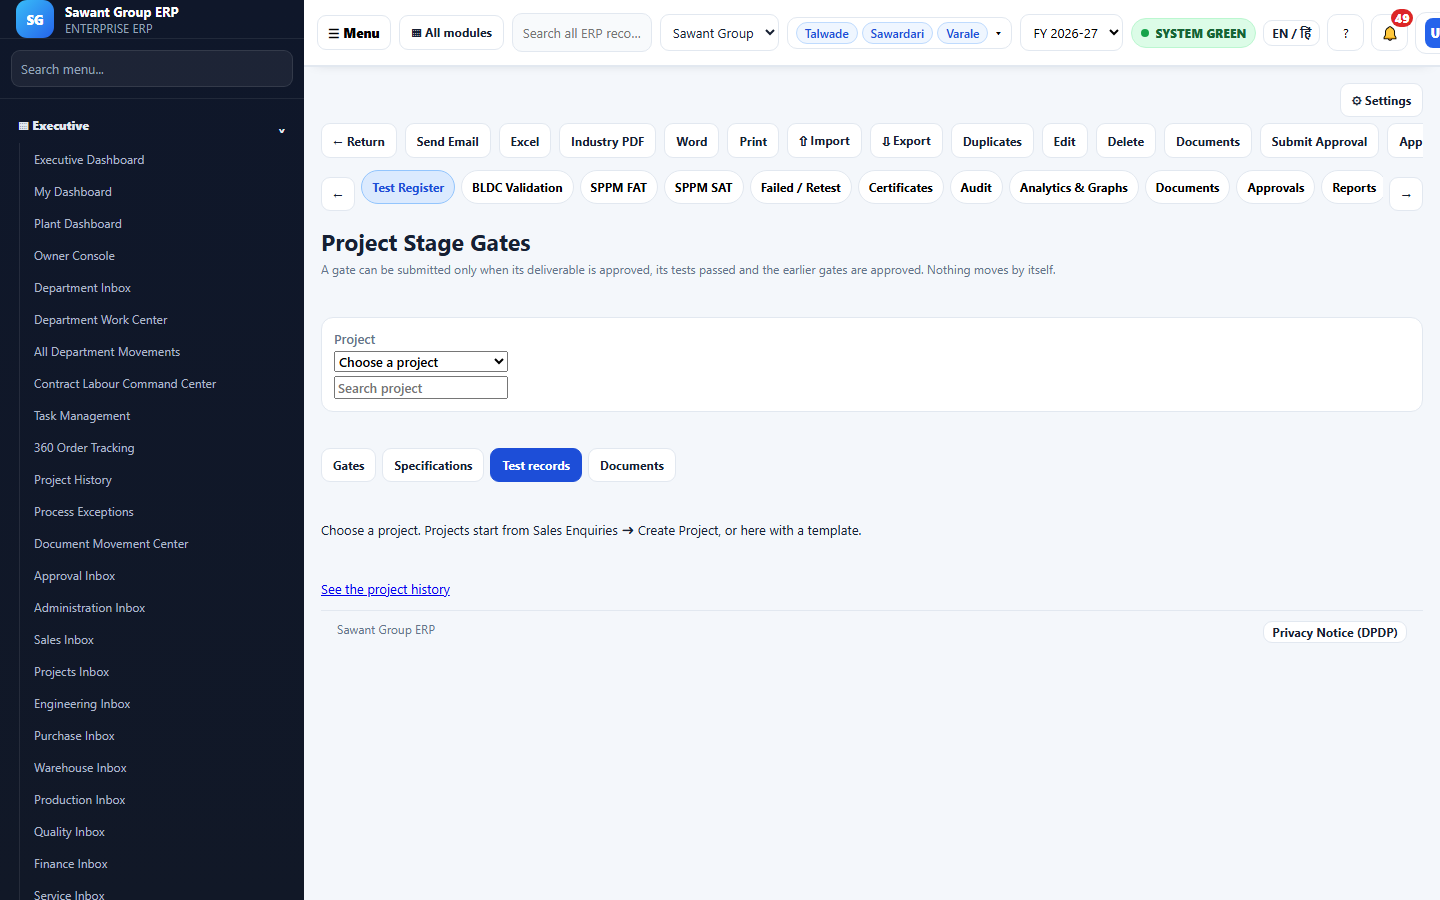 SG
Sawant Group ERP
ENTERPRISE ERP
☰ Menu
▦ All modules
Search all ERP reco...
Sawant Group
Talwade
Sawardari
Varale
FY 2026-27
SYSTEM GREEN
EN / हिं
?
49
U
Search menu...
▦ Executive
Executive Dashboard
My Dashboard
Plant Dashboard
Owner Console
Department Inbox
Department Work Center
All Department Movements
Contract Labour Command Center
Task Management
360 Order Tracking
Project History
Process Exceptions
Document Movement Center
Approval Inbox
Administration Inbox
Sales Inbox
Projects Inbox
Engineering Inbox
Purchase Inbox
Warehouse Inbox
Production Inbox
Quality Inbox
Finance Inbox
Service Inbox
⚙ Settings
← Return
Send Email
Excel
Industry PDF
Word
Print
⇧ Import
⇩ Export
Duplicates
Edit
Delete
Documents
Submit Approval
App
←
Test Register
BLDC Validation
SPPM FAT
SPPM SAT
Failed / Retest
Certificates
Audit
Analytics & Graphs
Documents
Approvals
Reports
→
Project Stage Gates
A gate can be submitted only when its deliverable is approved, its tests passed and the earlier gates are approved. Nothing moves by itself.
Project
Choose a project
Search project
Gates
Specifications
Test records
Documents
Choose a project. Projects start from Sales Enquiries → Create Project, or here with a template.
See the project history
Sawant Group ERP
Privacy Notice (DPDP)